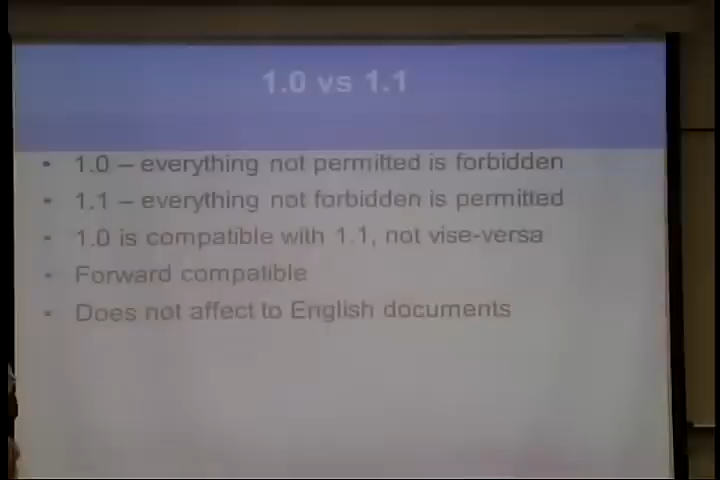 1.0 vs 1.1
• 1.0 – everything not permitted is forbidden
• 1.1 – everything not forbidden is permitted
• 1.0 is compatible with 1.1, not vise-versa
• Forward compatible
• Does not affect to English documents